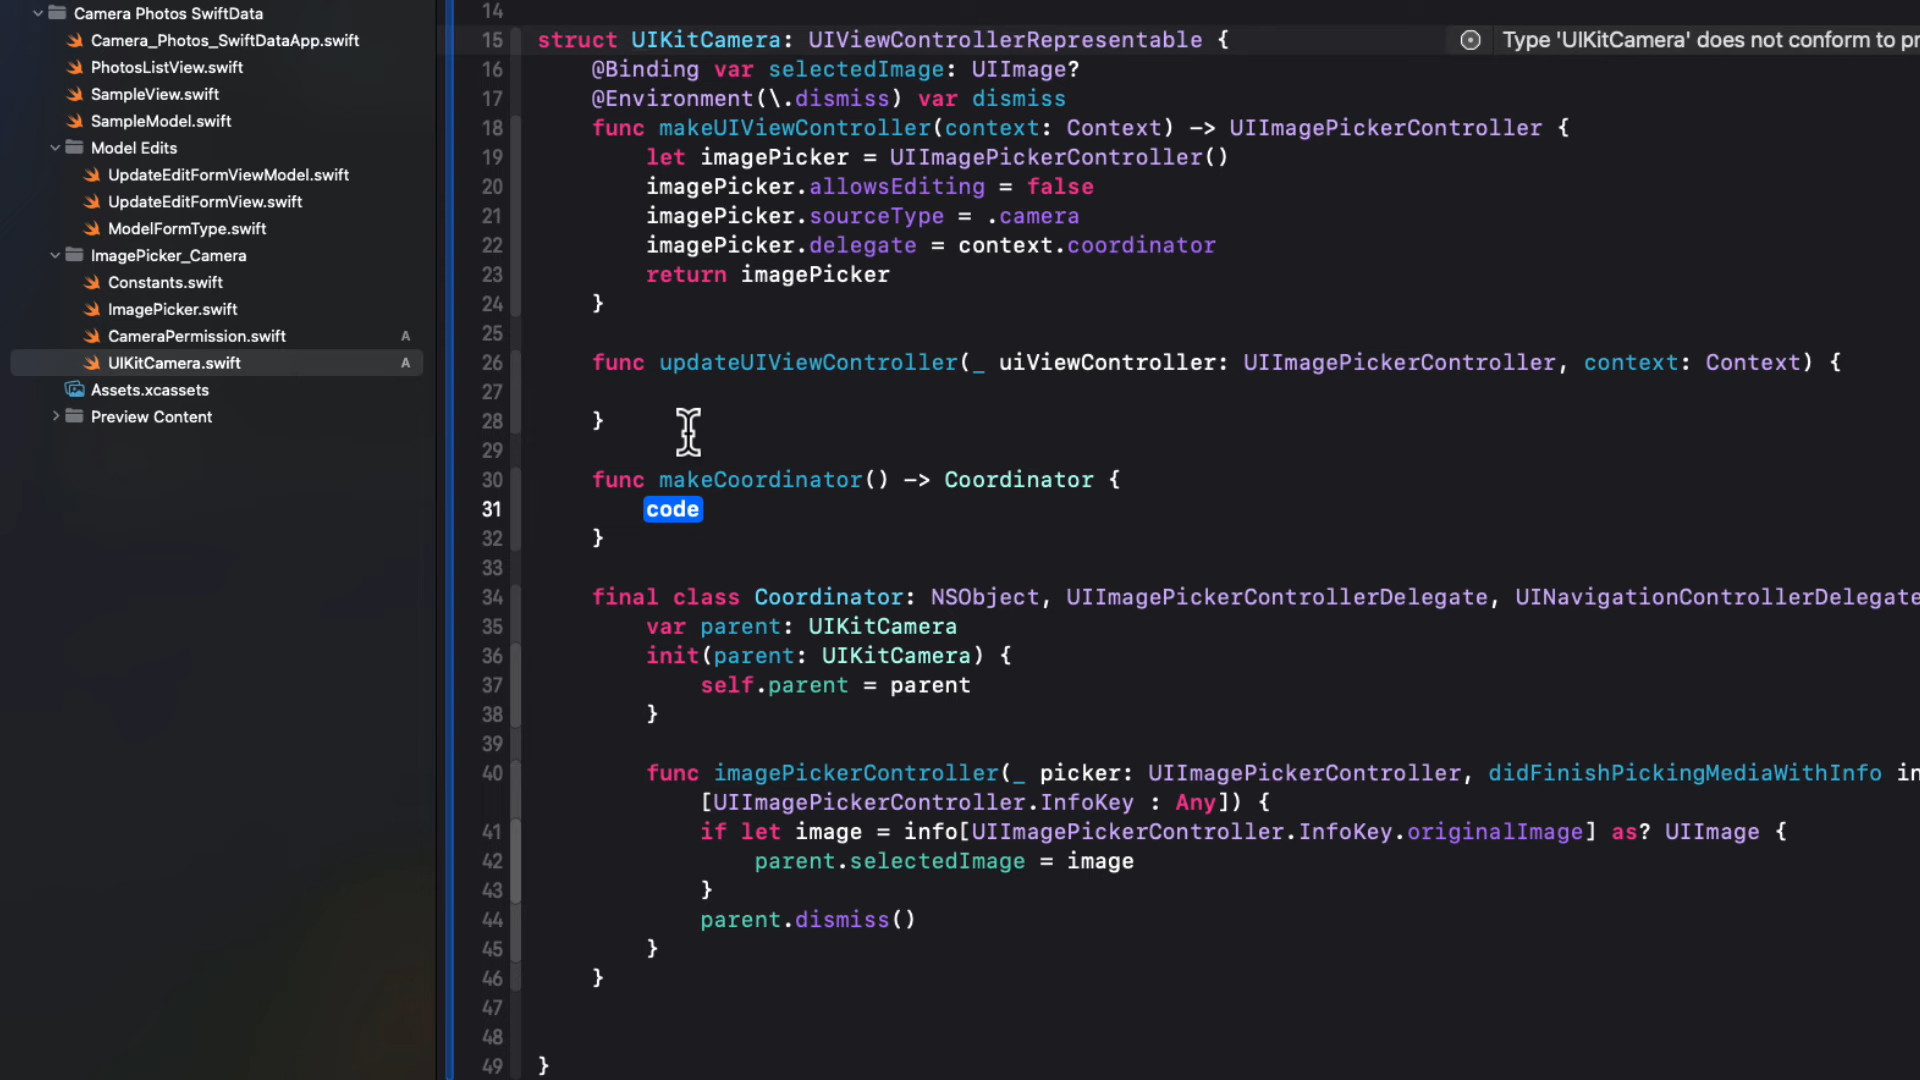 Camera Photos SwiftData
Camera_Photos_SwiftDataApp.swift
PhotosListView.swift
SampleView.swift
SampleModel.swift
Model Edits
UpdateEditFormViewModel.swift
UpdateEditFormView.swift
ModelFormType.swift
ImagePicker_Camera
Constants.swift
ImagePicker.swift
CameraPermission.swift A
UIKitCamera.swift A
Assets.xcassets
Preview Content
14
15 struct UIKitCamera: UIViewControllerRepresentable { Type 'UIKitCamera' does not conform to pr
16 @Binding var selectedImage: UIImage?
17 @Environment(\.dismiss) var dismiss
18 func makeUIViewController(context: Context) -> UIImagePickerController {
19 let imagePicker = UIImagePickerController()
20 imagePicker.allowsEditing = false
21 imagePicker.sourceType = .camera
22 imagePicker.delegate = context.coordinator
23 return imagePicker
24 }
25
26 func updateUIViewController(_ uiViewController: UIImagePickerController, context: Context) {
27
28 }
29
30 func makeCoordinator() -> Coordinator {
31 code
32 }
33
34 final class Coordinator: NSObject, UIImagePickerControllerDelegate, UINavigationControllerDelegate
35 var parent: UIKitCamera
36 init(parent: UIKitCamera) {
37 self.parent = parent
38 }
39
40 func imagePickerController(_ picker: UIImagePickerController, didFinishPickingMediaWithInfo in
[UIImagePickerController.InfoKey : Any]) {
41 if let image = info[UIImagePickerController.InfoKey.originalImage] as? UIImage {
42 parent.selectedImage = image
43 }
44 parent.dismiss()
45 }
46 }
47
48
49 }